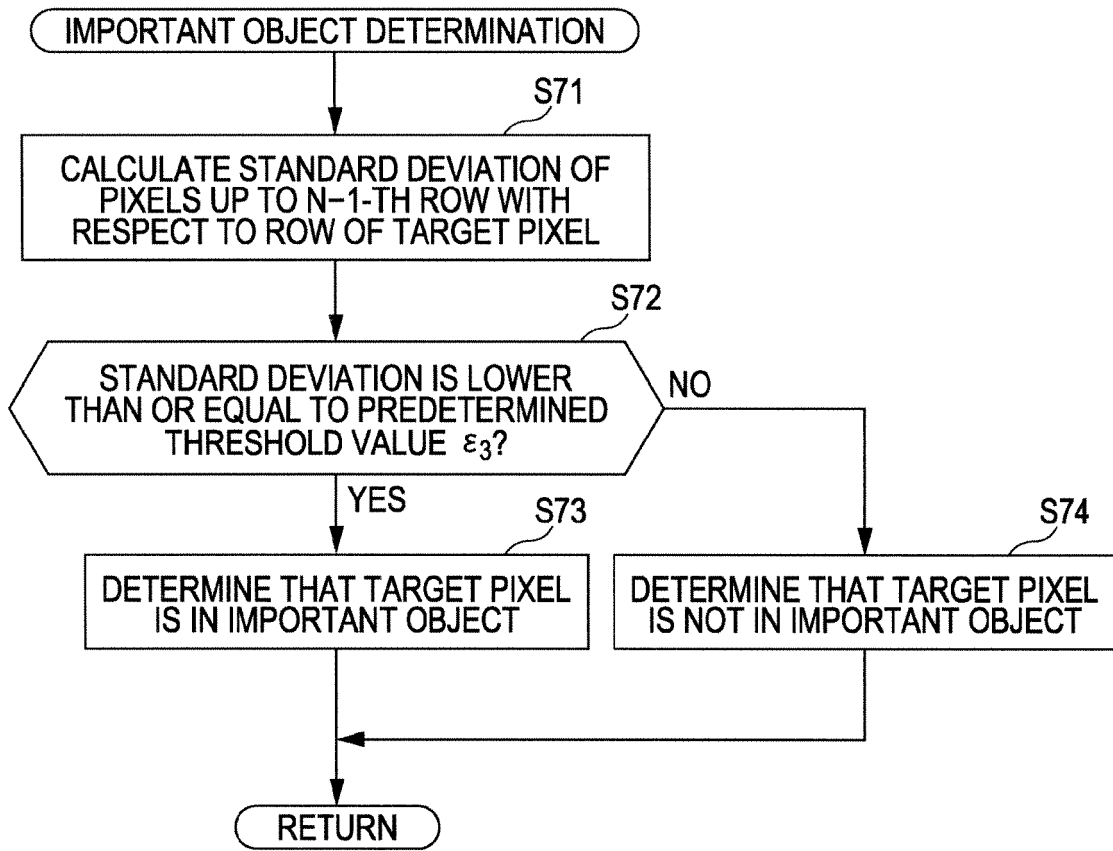 IMPORTANT OBJECT DETERMINATION
S71
CALCULATE STANDARD DEVIATION OF
PIXELS UP TO N-1-TH ROW WITH
RESPECT TO ROW OF TARGET PIXEL
S72
STANDARD DEVIATION IS LOWER
THAN OR EQUAL TO PREDETERMINED
THRESHOLD VALUE ε3?
NO
YES
S73
DETERMINE THAT TARGET PIXEL
IS IN IMPORTANT OBJECT
S74
DETERMINE THAT TARGET PIXEL
IS NOT IN IMPORTANT OBJECT
RETURN